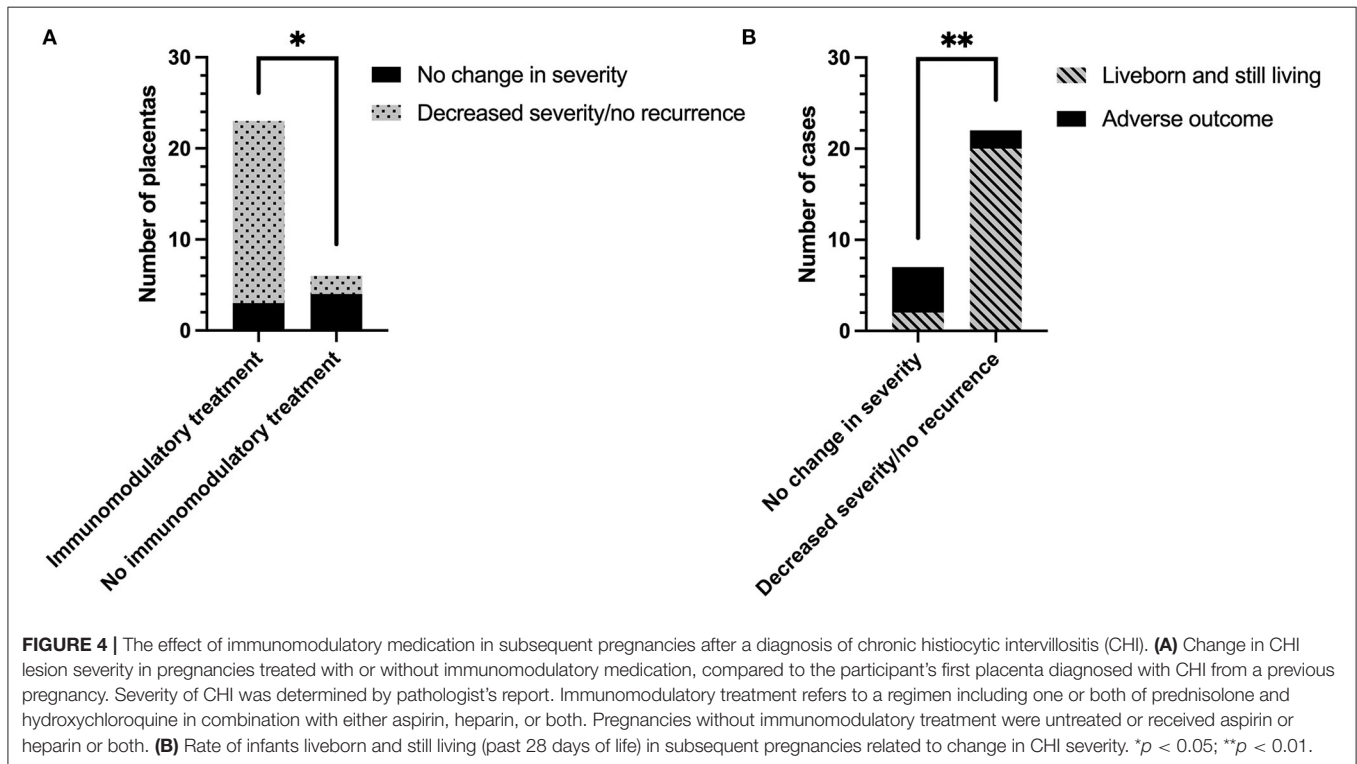 A
*
30
20
10
0
Number of placentas
No change in severity
Decreased severity/no recurrence
Immunomodulatory treatment
No immunomodulatory treatment
B
**
30
20
10
0
Number of cases
Liveborn and still living
Adverse outcome
No change in severity
Decreased severity/no recurrence
FIGURE 4 | The effect of immunomodulatory medication in subsequent pregnancies after a diagnosis of chronic histiocytic intervillositis (CHI). (A) Change in CHI
lesion severity in pregnancies treated with or without immunomodulatory medication, compared to the participant's first placenta diagnosed with CHI from a previous
pregnancy. Severity of CHI was determined by pathologist's report. Immunomodulatory treatment refers to a regimen including one or both of prednisolone and
hydroxychloroquine in combination with either aspirin, heparin, or both. Pregnancies without immunomodulatory treatment were untreated or received aspirin or
heparin or both. (B) Rate of infants liveborn and still living (past 28 days of life) in subsequent pregnancies related to change in CHI severity. *p < 0.05; **p < 0.01.